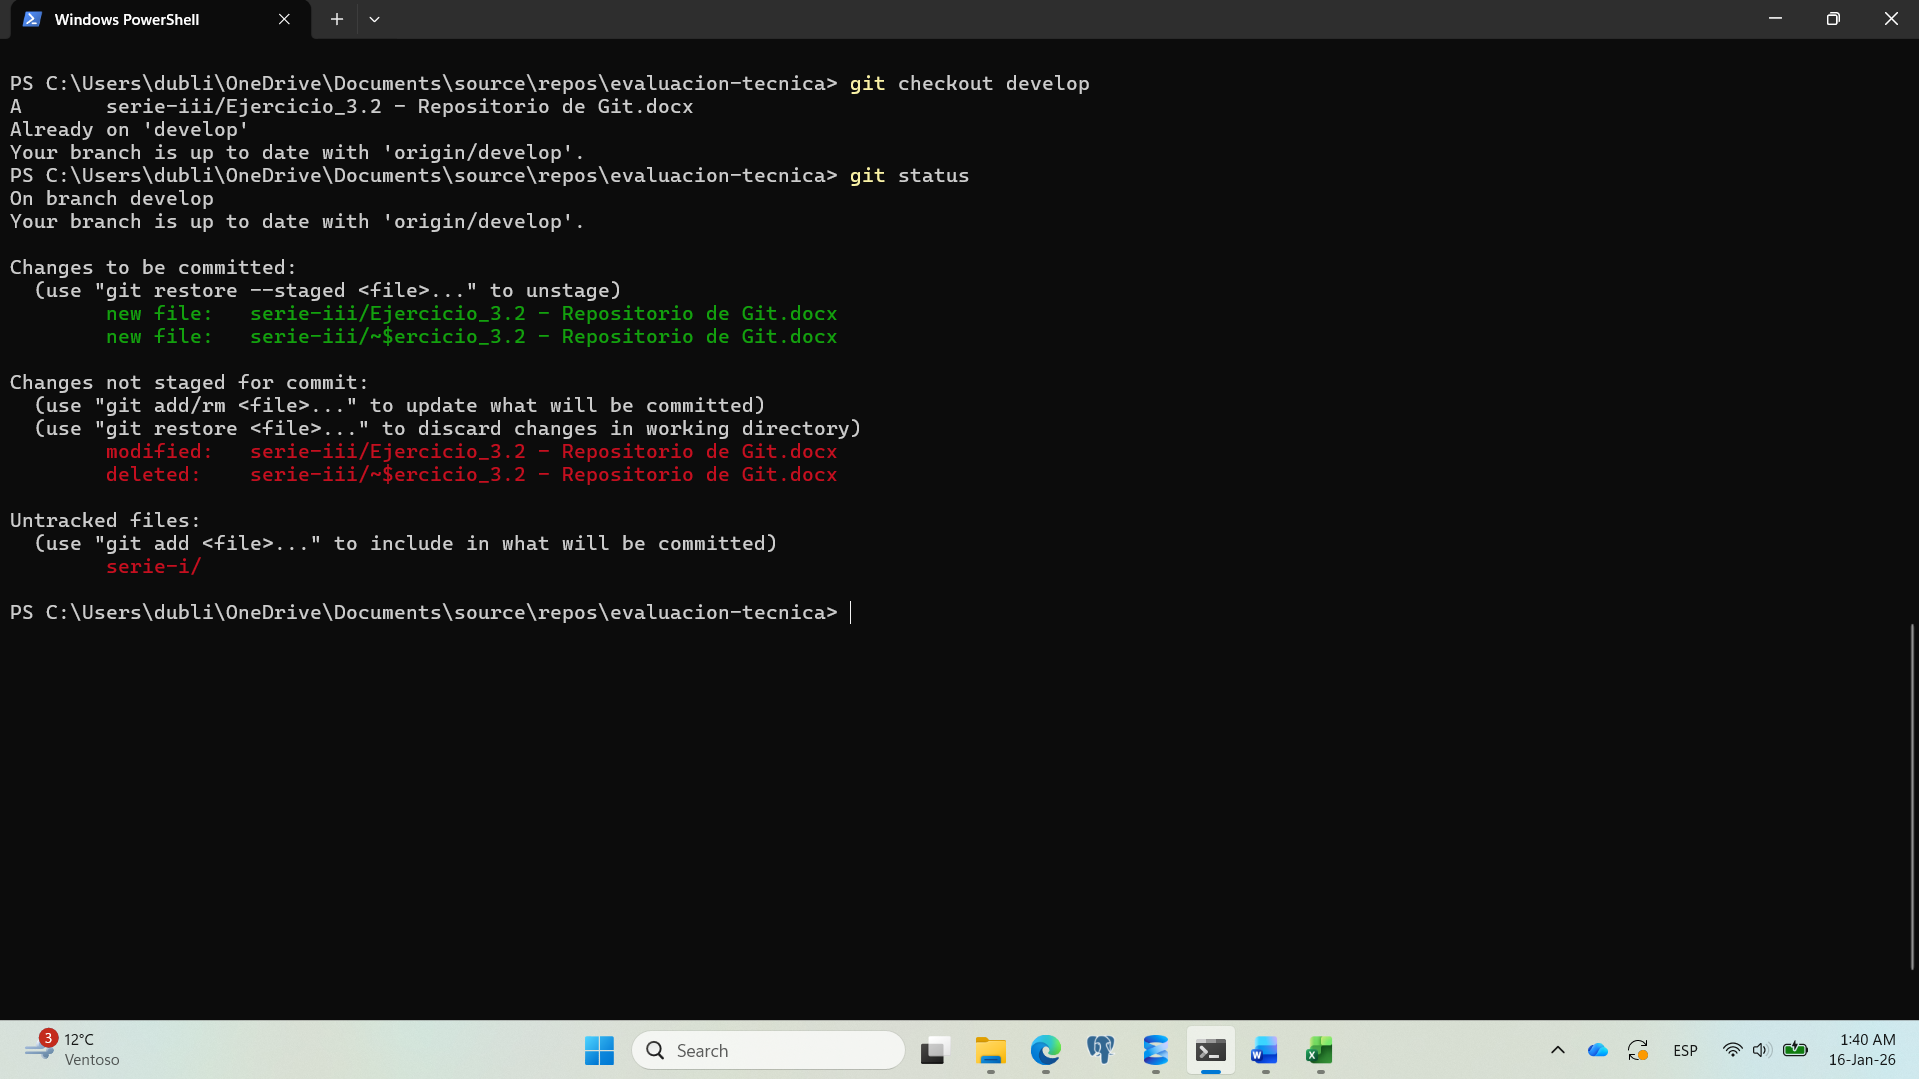 Windows PowerShell
PS C:\Users\dubli\OneDrive\Documents\source\repos\evaluacion-tecnica> git checkout develop
A       serie-iii/Ejercicio_3.2 - Repositorio de Git.docx
Already on 'develop'
Your branch is up to date with 'origin/develop'.
PS C:\Users\dubli\OneDrive\Documents\source\repos\evaluacion-tecnica> git status
On branch develop
Your branch is up to date with 'origin/develop'.
Changes to be committed:
  (use "git restore --staged <file>..." to unstage)
        new file:   serie-iii/Ejercicio_3.2 - Repositorio de Git.docx
        new file:   serie-iii/~$ercicio_3.2 - Repositorio de Git.docx
Changes not staged for commit:
  (use "git add/rm <file>..." to update what will be committed)
  (use "git restore <file>..." to discard changes in working directory)
        modified:   serie-iii/Ejercicio_3.2 - Repositorio de Git.docx
        deleted:    serie-iii/~$ercicio_3.2 - Repositorio de Git.docx
Untracked files:
  (use "git add <file>..." to include in what will be committed)
        serie-i/
PS C:\Users\dubli\OneDrive\Documents\source\repos\evaluacion-tecnica>
3
12°C
Ventoso
Search
ESP
1:40 AM
16-Jan-26